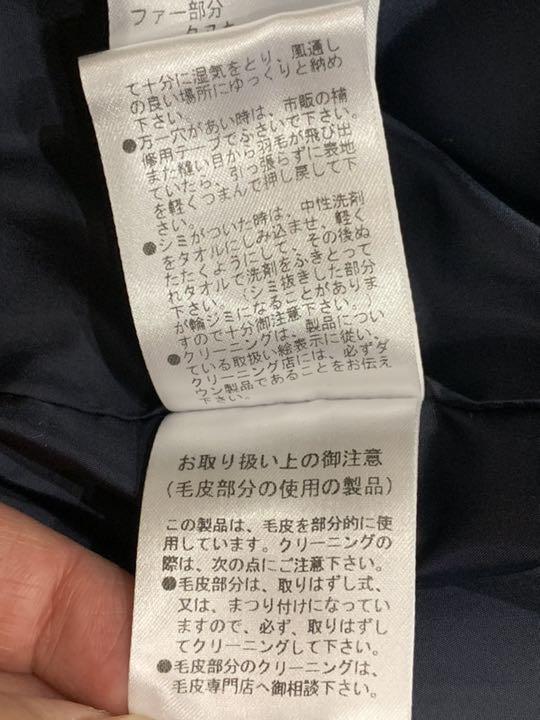 ファー部分
て十分に湿気をとり、風通し
の良い場所にゆっくりと納め
下さい。
●万一穴があい時は、市販の補
修用テープでふさいで下さい。
また縫い目から羽毛が飛び出
ていたら、引っ張らずに表地
を軽くつまんで押し戻して下
さい。
●シミがついた時は、中性洗剤
をタオルにしみ込ませ、軽く
たたくようにして、その後ぬ
れタオルで洗剤をふきとって
下さい。(シミ抜きした部分
が輪ジミになることがありま
すので十分御注意下さい。)
●クリーニングは、製品につい
ている取扱い絵表示に従い、
クリーニング店には、必ずダ
ウン製品であることをお伝え
下さい。
お取り扱い上の御注意
(毛皮部分の使用の製品)
この製品は、毛皮を部分的に使
用しています。クリーニングの
際は、次の点にご注意下さい。
●毛皮部分は、取りはずし式、
又は、まつり付けになってい
ますので、必ず、取りはずし
てクリーニングして下さい。
●毛皮部分のクリーニングは、
毛皮専門店へ御相談下さい。